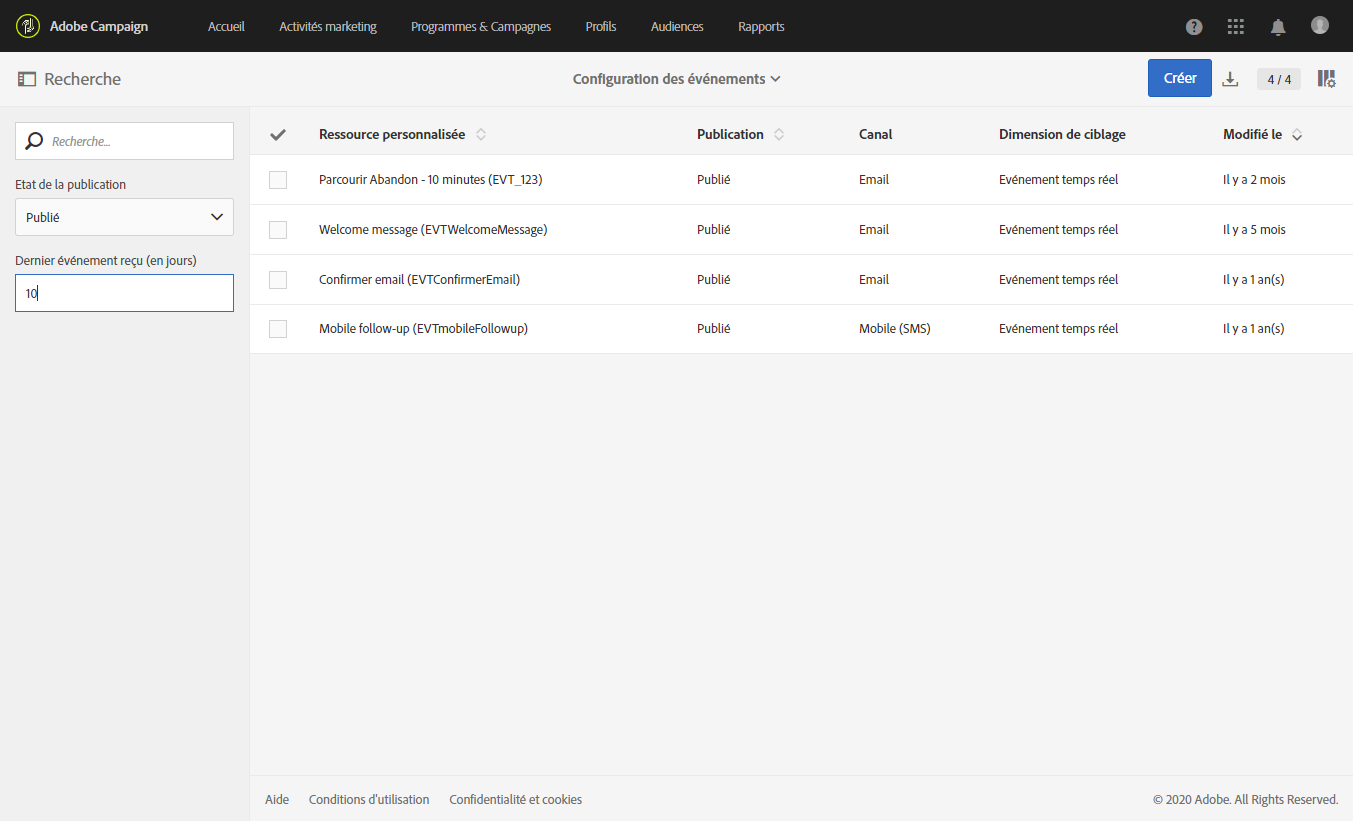 Adobe Campaign Accueil Activités marketing Programmes & Campagnes Profils Audiences Rapports ?
Recherche Configuration des événements Créer 4 / 4
Recherche...
Etat de la publication
Publié
Dernier événement reçu (en jours)
10
Ressource personnalisée Publication Canal Dimension de ciblage Modifié le
Parcourir Abandon - 10 minutes (EVT_123) Publié Email Evénement temps réel Il y a 2 mois
Welcome message (EVTWelcomeMessage) Publié Email Evénement temps réel Il y a 5 mois
Confirmer email (EVTConfirmerEmail) Publié Email Evénement temps réel Il y a 1 an(s)
Mobile follow-up (EVTmobileFollowup) Publié Mobile (SMS) Evénement temps réel Il y a 1 an(s)
Aide Conditions d'utilisation Confidentialité et cookies © 2020 Adobe. All Rights Reserved.